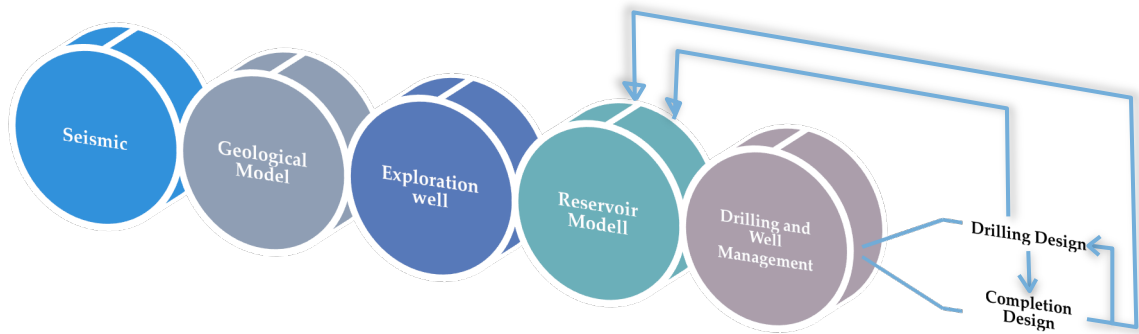 Seismic
Geological
Model
Exploration
well
Reservoir
Modell
Drilling and
Well
Management
Drilling Design
Completion
Design